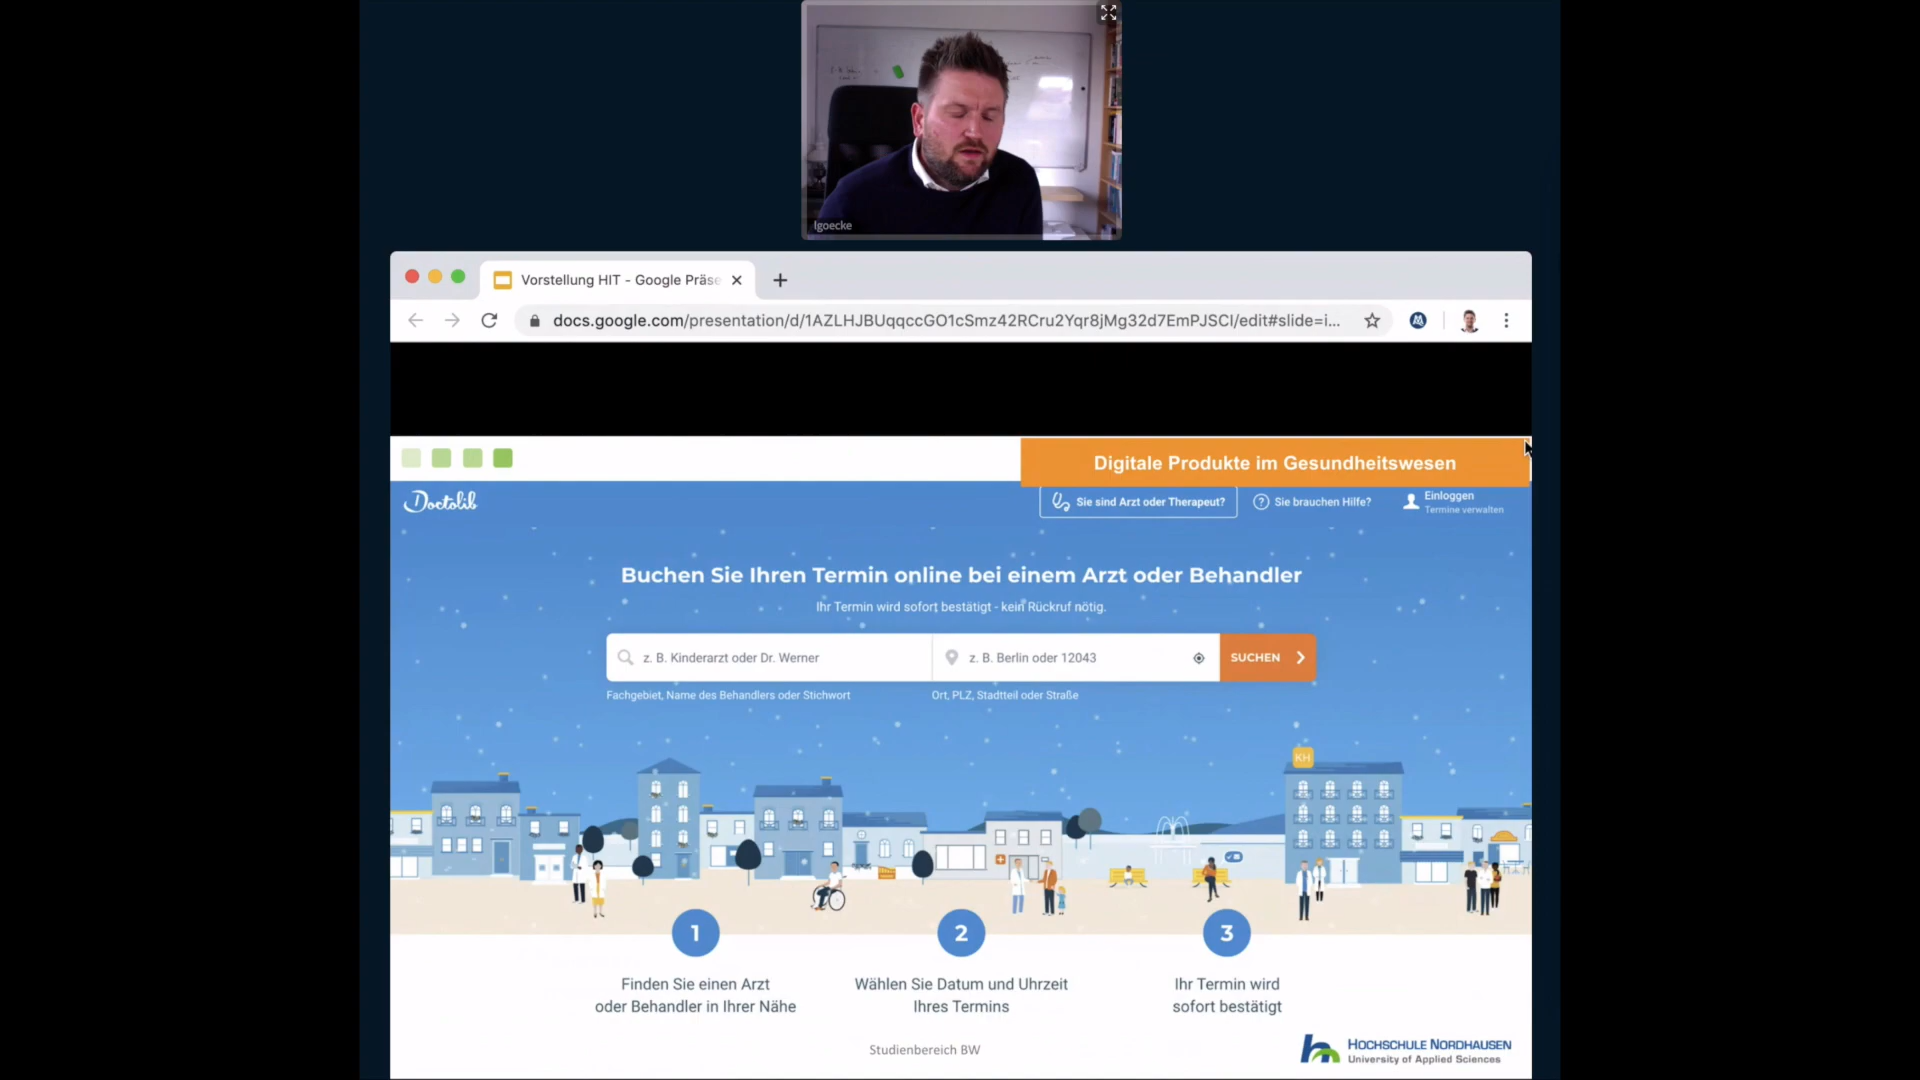 lgoecke
Vorstellung HIT - Google Präse
docs.google.com/presentation/d/1AZLHJBUqqccGO1cSmz42RCru2Yqr8jMg32d7EmPJSCI/edit#slide=i...
Digitale Produkte im Gesundheitswesen
Doctolib
Sie sind Arzt oder Therapeut?
Sie brauchen Hilfe?
Einloggen
Termine verwalten
Buchen Sie Ihren Termin online bei einem Arzt oder Behandler
Ihr Termin wird sofort bestätigt - kein Rückruf nötig.
z. B. Kinderarzt oder Dr. Werner
z. B. Berlin oder 12043
SUCHEN
Fachgebiet, Name des Behandlers oder Stichwort
Ort, PLZ, Stadtteil oder Straße
KH
1
2
3
Finden Sie einen Arzt
oder Behandler in Ihrer Nähe
Wählen Sie Datum und Uhrzeit
Ihres Termins
Ihr Termin wird
sofort bestätigt
Studienbereich BW
HOCHSCHULE NORDHAUSEN
University of Applied Sciences